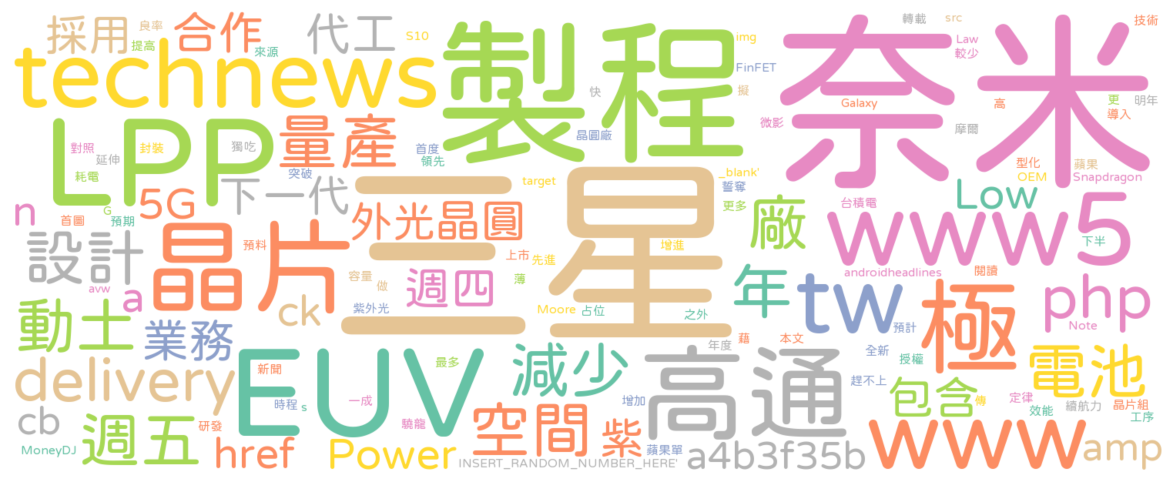 採用
合作
良率
提高
來源
代工
S10
製程
img
FinFET
擬
奈米
轉載
src
Law
較少
技術
technews
快
晶圓廠
微影
Galaxy
高
摩爾
更
明年
導入
LPP
量產
對照
延伸
封裝
獨吃
耗電
首度
領先
突破
target
_blank'
型化
蘋果
OEM
Snapdragon
n
G
5G
下一代
三星
誓奪
更多
廠
台積電
Low
首圖
預期
外光晶圓
www5
下半
設計
晶片
預料
上市
先進
增進
androidheadlines
閱讀
avw
a
容量
做
週四
薄
年
tw
極
php
動土
業務
ck
紫外光
Moore
占位
之外
預計
Note
delivery
EUV
最多
減少
年度
藉
本文
高通
全新
授權
電池
新聞
時程
s
一成
增加
趕不上
包含
傳
定律
效能
續航力
晶片組
工序
cb
週五
研發
驍龍
空間
紫
蘋果單
MoneyDJ
href
Power
INSERT_RANDOM_NUMBER_HERE'
a4b3f35b
www
amp